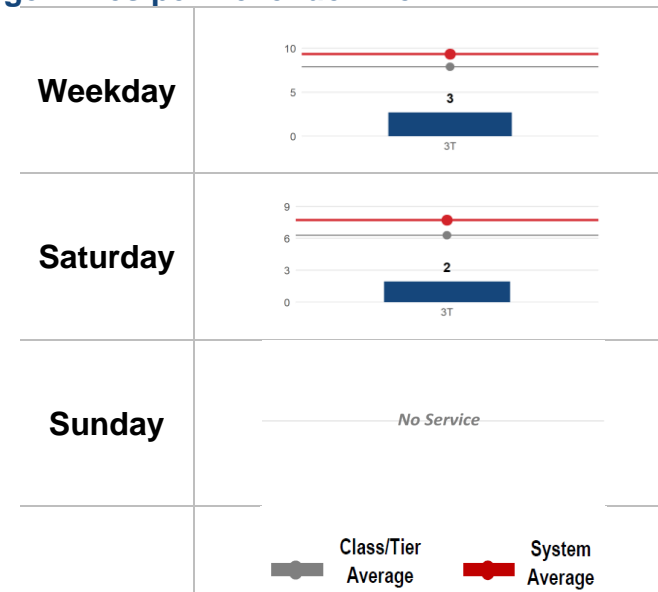 Weekday
10
5
0
3
3T
Saturday
9
6
3
0
2
3T
Sunday
No Service
Class/Tier
Average
System
Average